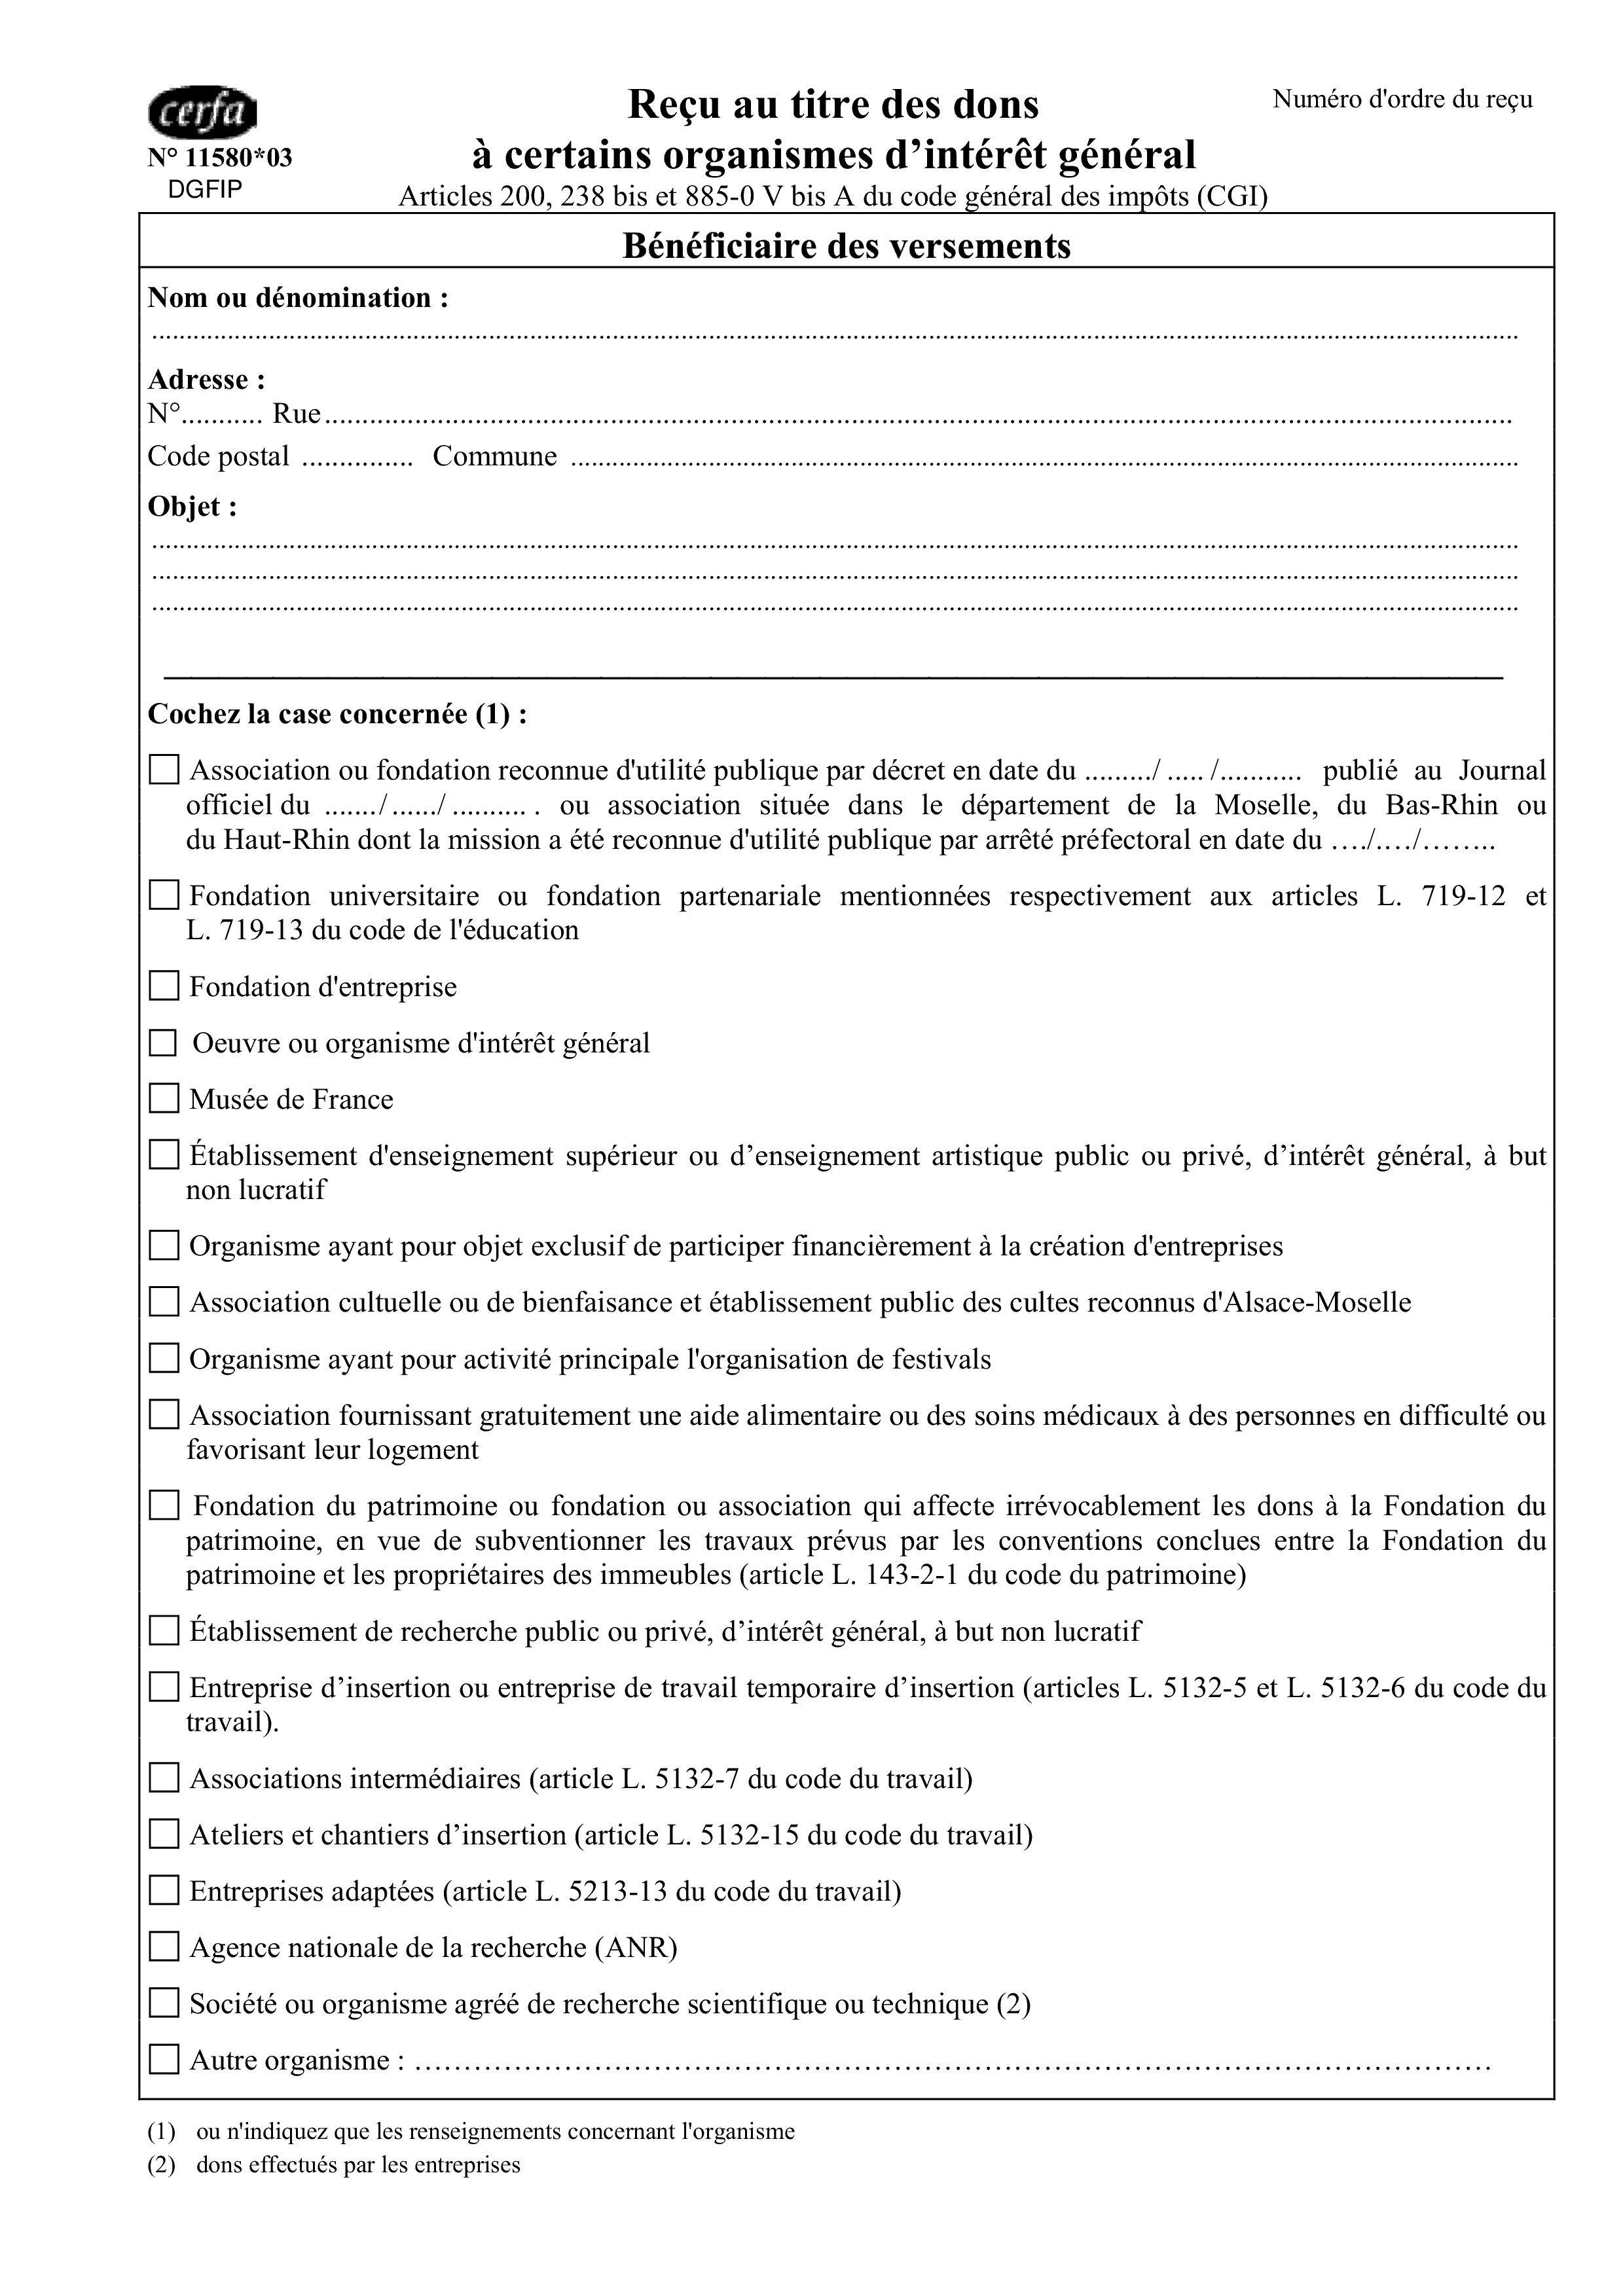 cerfa
N° 11580*03
DGFIP
Reçu au titre des dons
à certains organismes d’intérêt général
Articles 200, 238 bis et 885-0 V bis A du code général des impôts (CGI)
Numéro d'ordre du reçu
Bénéficiaire des versements
Nom ou dénomination :
..............................................................................................................
Adresse :
N°........... Rue..............................................................................................................
Code postal ............... Commune ..............................................................................................................
Objet :
..............................................................................................................
..............................................................................................................
..............................................................................................................
Cochez la case concernée (1) :
Association ou fondation reconnue d'utilité publique par décret en date du ........./ ..... /........... publié au Journal
officiel du ......./ ....../ .......... . ou association située dans le département de la Moselle, du Bas-Rhin ou
du Haut-Rhin dont la mission a été reconnue d'utilité publique par arrêté préfectoral en date du …./.…/……..
Fondation universitaire ou fondation partenariale mentionnées respectivement aux articles L. 719-12 et
L. 719-13 du code de l'éducation
Fondation d'entreprise
Oeuvre ou organisme d'intérêt général
Musée de France
Établissement d'enseignement supérieur ou d’enseignement artistique public ou privé, d’intérêt général, à but
non lucratif
Organisme ayant pour objet exclusif de participer financièrement à la création d'entreprises
Association cultuelle ou de bienfaisance et établissement public des cultes reconnus d'Alsace-Moselle
Organisme ayant pour activité principale l'organisation de festivals
Association fournissant gratuitement une aide alimentaire ou des soins médicaux à des personnes en difficulté ou
favorisant leur logement
Fondation du patrimoine ou fondation ou association qui affecte irrévocablement les dons à la Fondation du
patrimoine, en vue de subventionner les travaux prévus par les conventions conclues entre la Fondation du
patrimoine et les propriétaires des immeubles (article L. 143-2-1 du code du patrimoine)
Établissement de recherche public ou privé, d’intérêt général, à but non lucratif
Entreprise d’insertion ou entreprise de travail temporaire d’insertion (articles L. 5132-5 et L. 5132-6 du code du
travail).
Associations intermédiaires (article L. 5132-7 du code du travail)
Ateliers et chantiers d’insertion (article L. 5132-15 du code du travail)
Entreprises adaptées (article L. 5213-13 du code du travail)
Agence nationale de la recherche (ANR)
Société ou organisme agréé de recherche scientifique ou technique (2)
Autre organisme : ……………………………………………………………………………………
(1) ou n'indiquez que les renseignements concernant l'organisme
(2) dons effectués par les entreprises